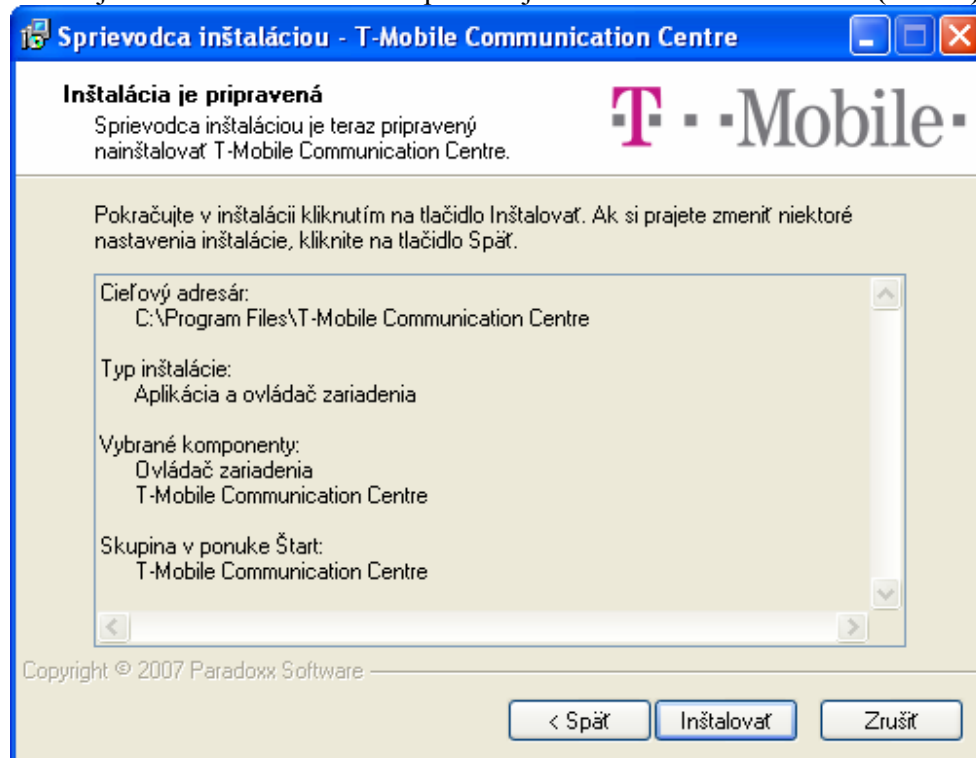 Sprievodca inštaláciou - T-Mobile Communication Centre
Inštalácia je pripravená
Sprievodca inštaláciou je teraz pripravený
nainštalovať T-Mobile Communication Centre.
T··Mobile·
Pokračujte v inštalácii kliknutím na tlačidlo Inštalovať. Ak si prajete zmeniť niektoré
nastavenia inštalácie, kliknite na tlačidlo Späť.
Cieľový adresár:
C:\Program Files\T-Mobile Communication Centre
Typ inštalácie:
Aplikácia a ovládač zariadenia
Vybrané komponenty:
Ovládač zariadenia
T-Mobile Communication Centre
Skupina v ponuke Štart:
T-Mobile Communication Centre
Copyright © 2007 Paradoxx Software
< Späť Inštalovať Zrušiť